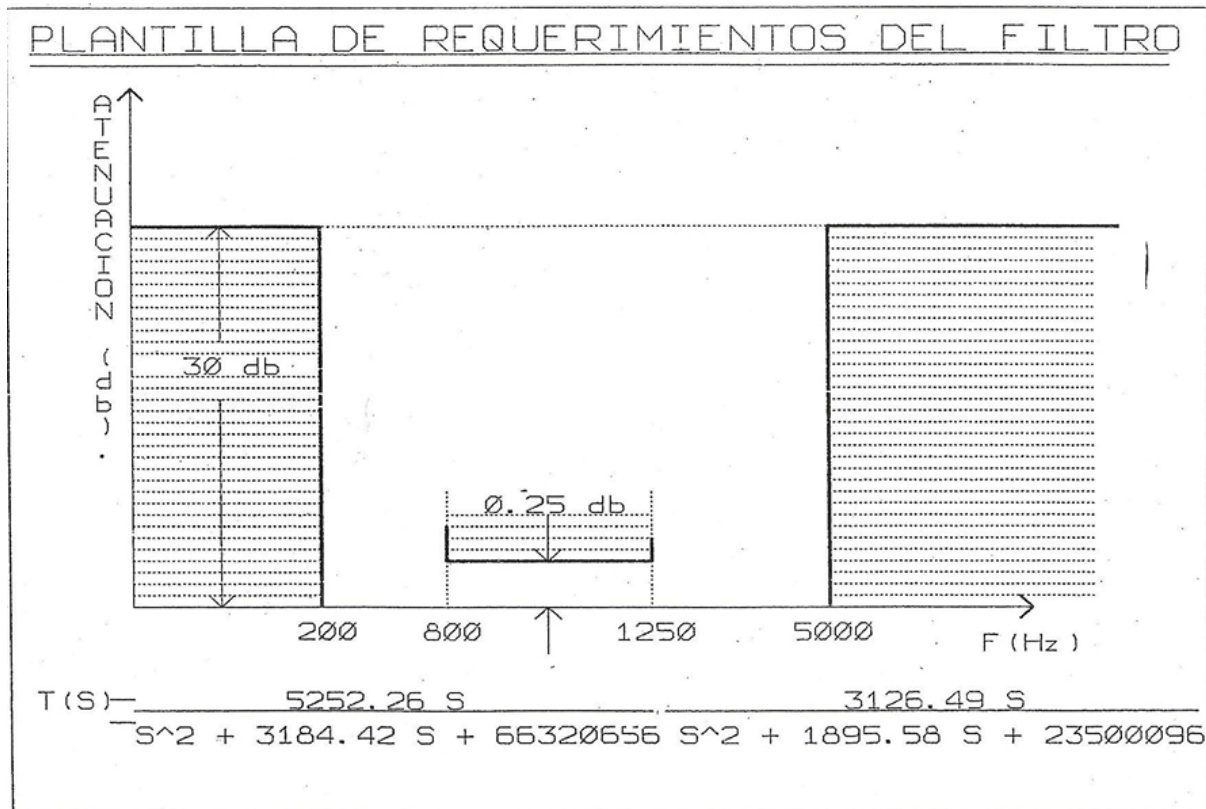 PLANTILLA DE REQUERIMIENTOS DEL FILTRO
ATENUACION (db).
30 db
0.25 db
200 800 1250 5000 F(Hz)
T(S)= 5252.26 S . 3126.49 S
S^2 + 3184.42 S + 66320656 S^2 + 1895.58 S + 23500096